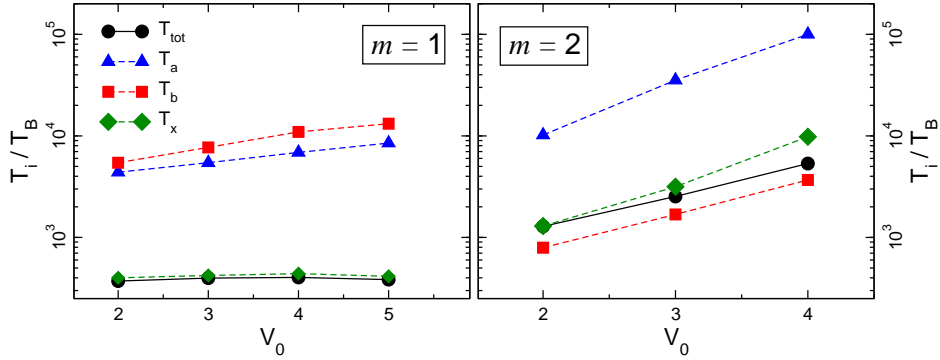 T_tot
T_a
T_b
T_x
m = 1
m = 2
T_i / T_B
10^5
10^4
10^3
2 3 4 5
V_0
2 3 4
V_0
10^5
10^4
10^3
T_i / T_B